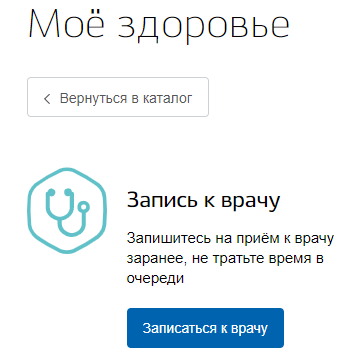 Моё здоровье
Вернуться в каталог
Запись к врачу
Запишитесь на приём к врачу
заранее, не тратьте время в
очереди
Записаться к врачу